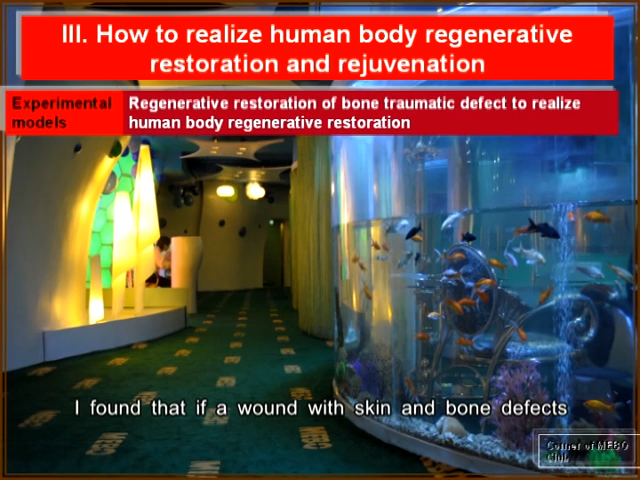 III. How to realize human body regenerative
restoration and rejuvenation
Experimental
models
Regenerative restoration of bone traumatic defect to realize
human body regenerative restoration
I found that if a wound with skin and bone defects
Corner of MEBO
Club